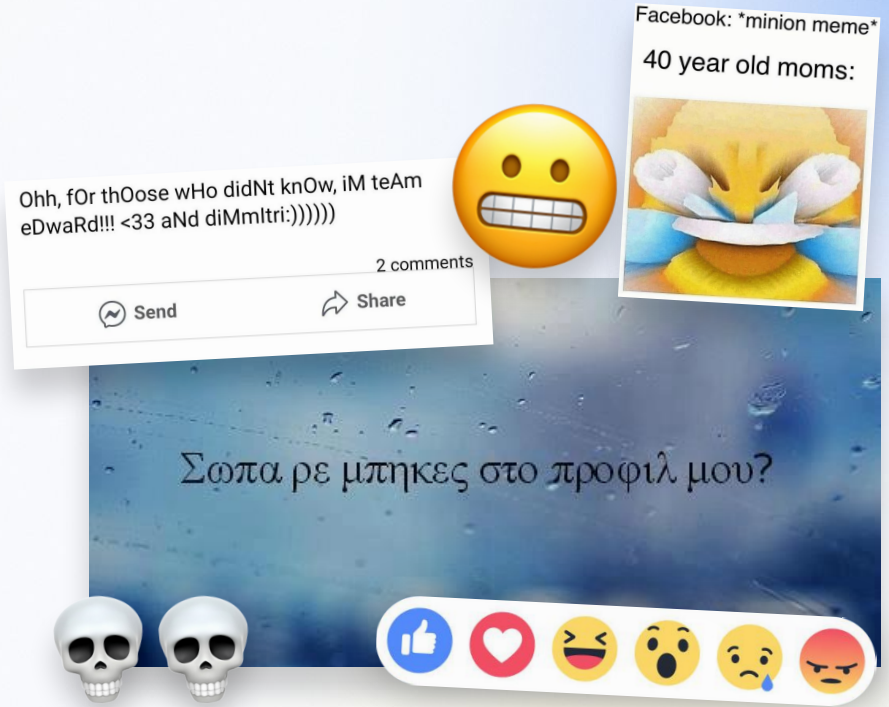 Facebook: *minion meme*
40 year old moms:
Ohh, fOr thOose wHo didNt knOw, iM teAm
eDwaRd!!! <33 aNd diMmItri:))))))
2 comments
Send
Share
Σωπα ρε μπηκες στο προφιλ μου?